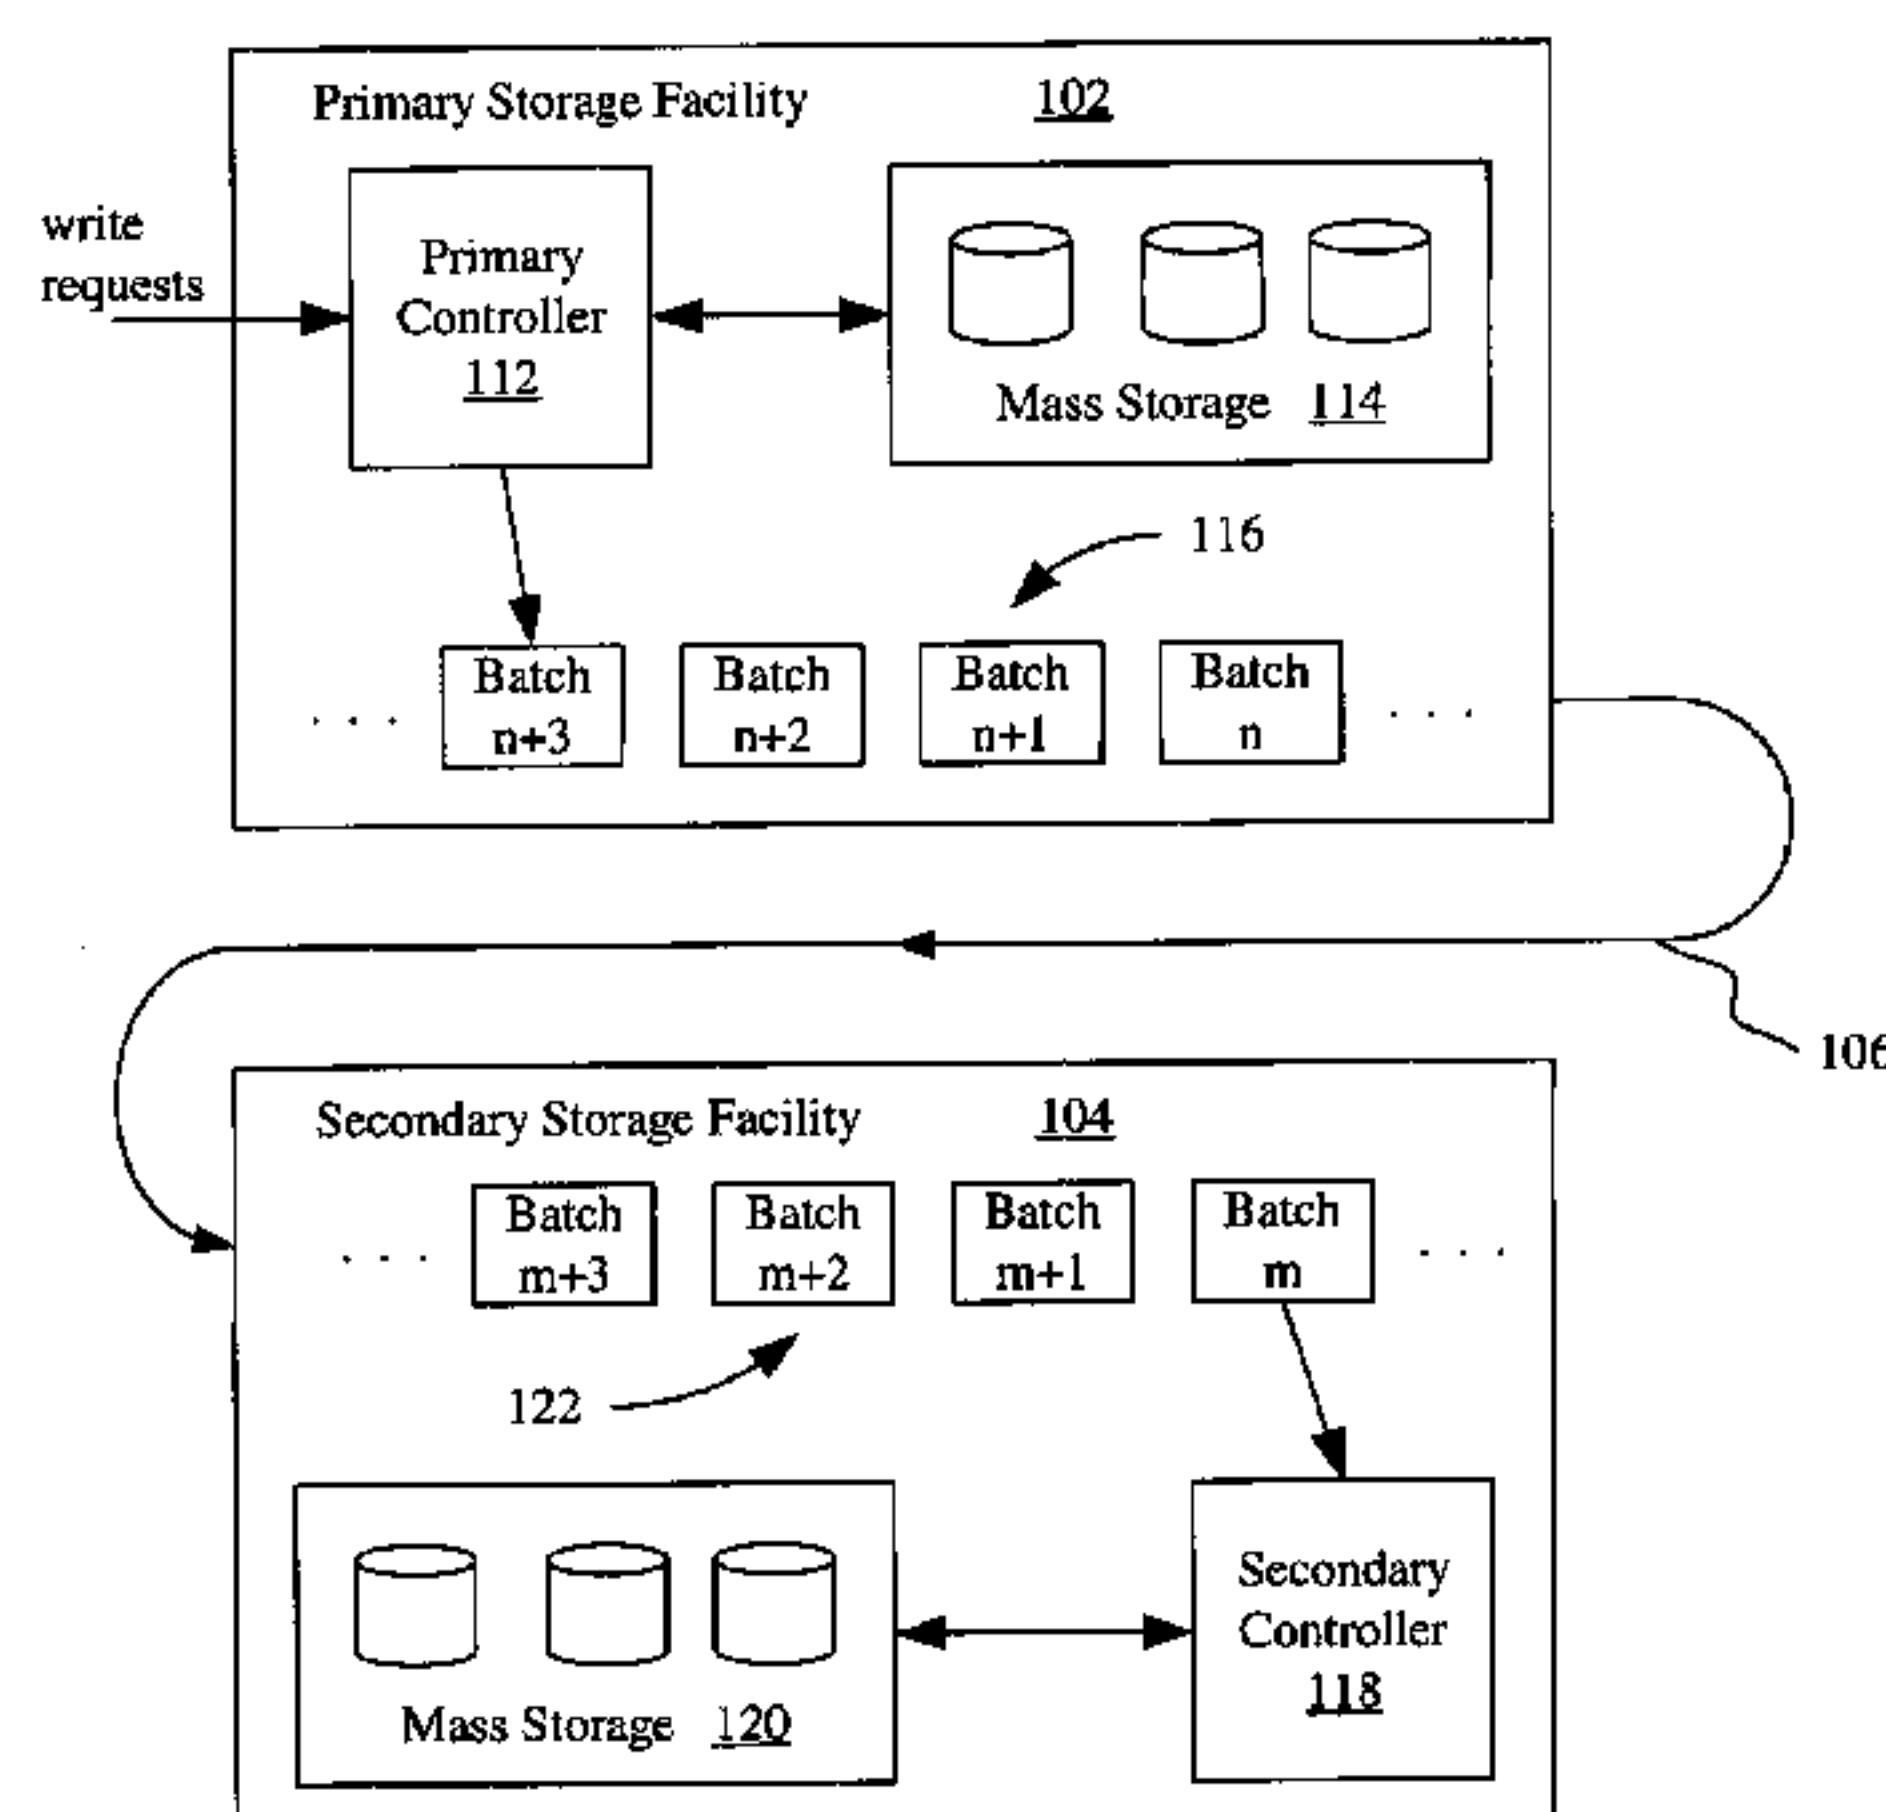 Primary Storage Facility 102
write
requests
Primary
Controller
112
Mass Storage 114
116
Batch
n+3
Batch
n+2
Batch
n+1
Batch
n
. . .
. . .
106
Secondary Storage Facility 104
Batch
m+3
Batch
m+2
Batch
m+1
Batch
m
. . .
. . .
122
Mass Storage 120
Secondary
Controller
118